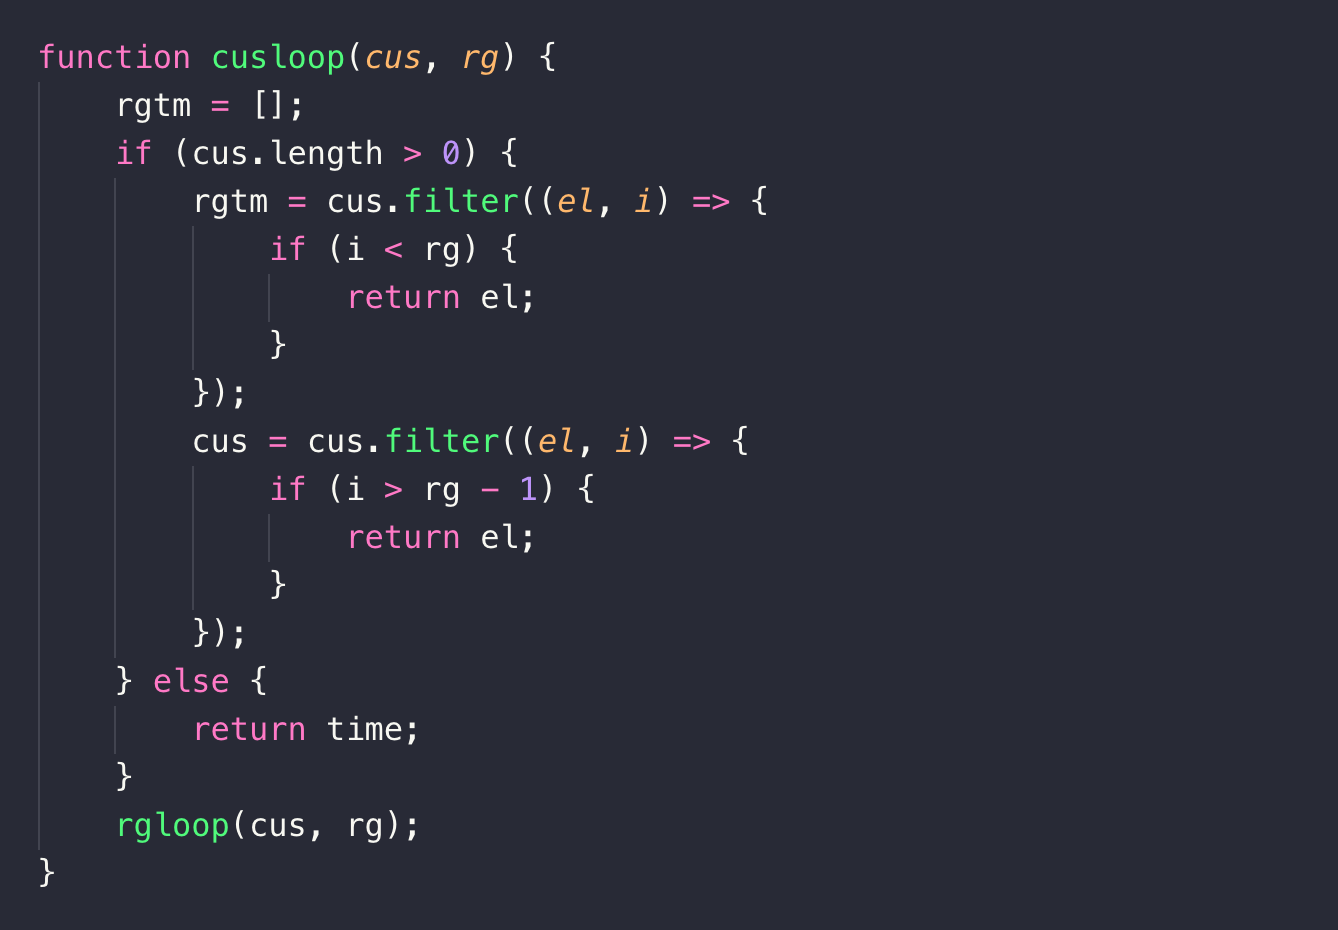 function cusloop(cus, rg) {
    rgtm = [];
    if (cus.length > 0) {
        rgtm = cus.filter((el, i) => {
            if (i < rg) {
                return el;
            }
        });
        cus = cus.filter((el, i) => {
            if (i > rg - 1) {
                return el;
            }
        });
    } else {
        return time;
    }
    rgloop(cus, rg);
}